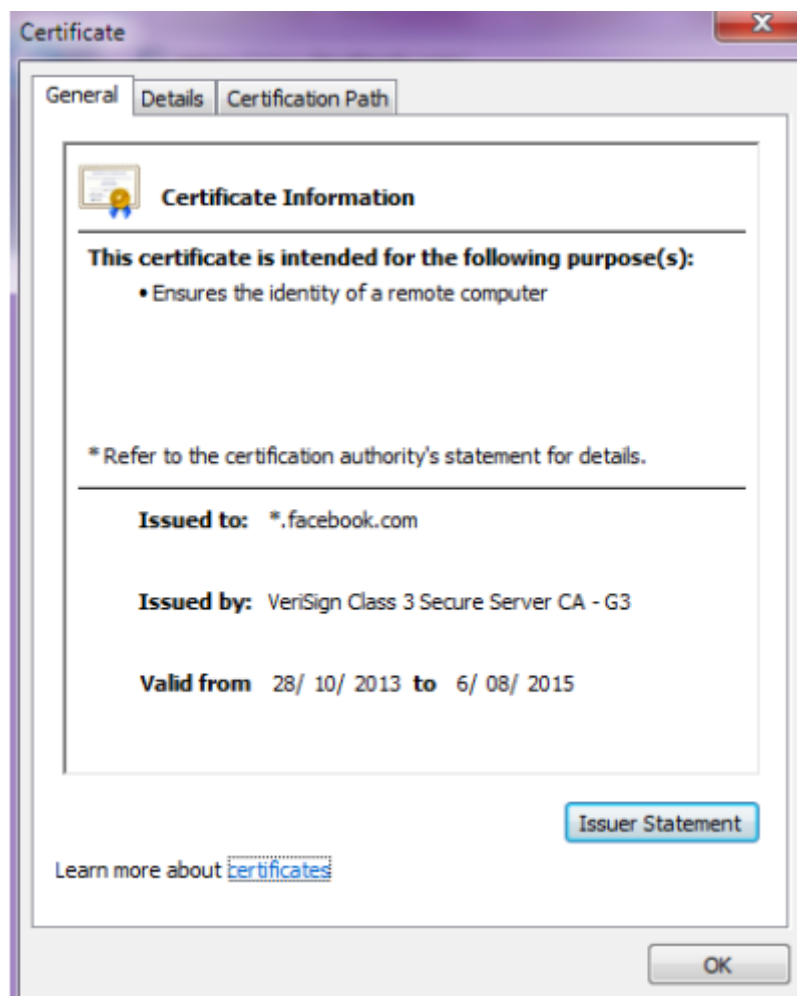 Certificate
General Details Certification Path
Certificate Information
This certificate is intended for the following purpose(s):
• Ensures the identity of a remote computer
* Refer to the certification authority's statement for details.
Issued to: *.facebook.com
Issued by: VeriSign Class 3 Secure Server CA - G3
Valid from 28/ 10/ 2013 to 6/ 08/ 2015
Issuer Statement
Learn more about certificates
OK